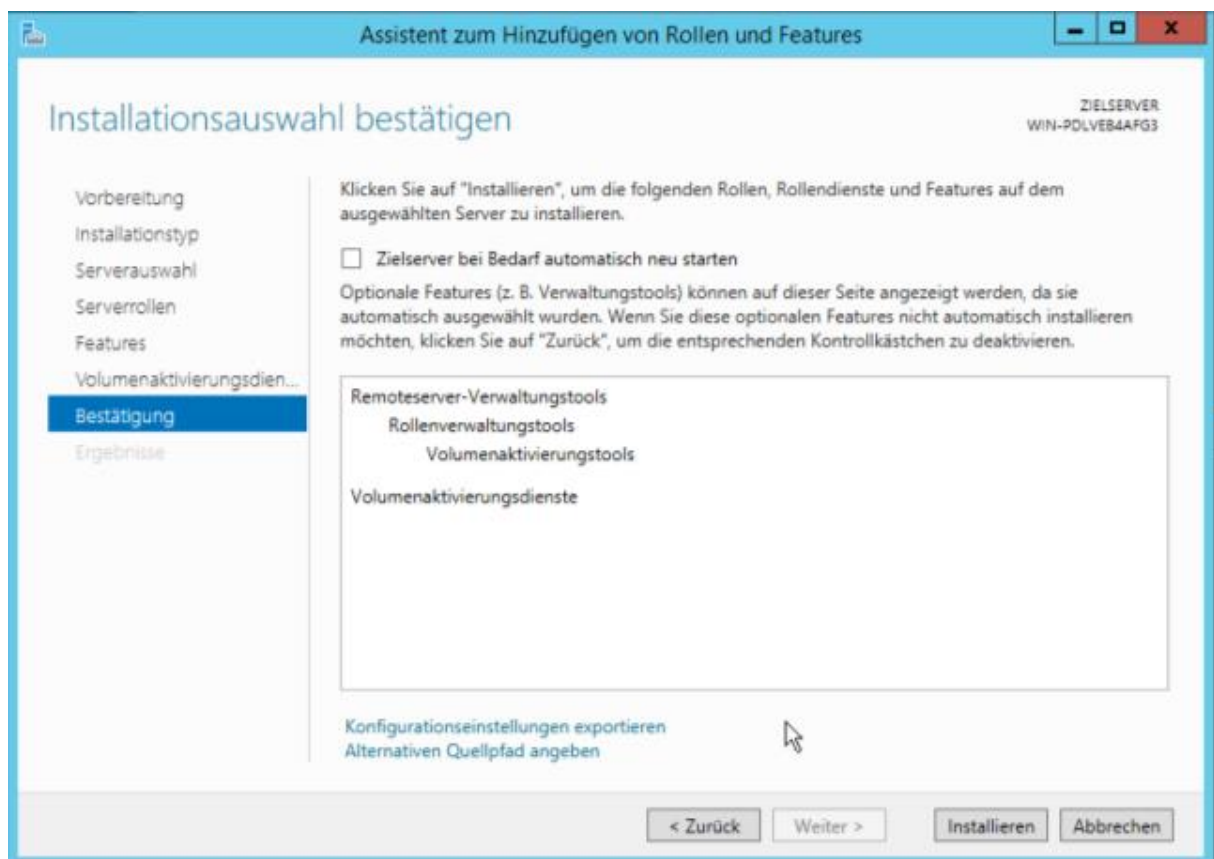 Assistent zum Hinzufügen von Rollen und Features
Installationsauswahl bestätigen
ZIELSERVER
WIN-PDLVEB4AFG3
Vorbereitung
Installationstyp
Serverauswahl
Serverrollen
Features
Volumenaktivierungsdien...
Bestätigung
Ergebnisse
Klicken Sie auf "Installieren", um die folgenden Rollen, Rollendienste und Features auf dem
ausgewählten Server zu installieren.
Zielserver bei Bedarf automatisch neu starten
Optionale Features (z. B. Verwaltungstools) können auf dieser Seite angezeigt werden, da sie
automatisch ausgewählt wurden. Wenn Sie diese optionalen Features nicht automatisch installieren
möchten, klicken Sie auf "Zurück", um die entsprechenden Kontrollkästchen zu deaktivieren.
Remoteserver-Verwaltungstools
Rollenverwaltungstools
Volumenaktivierungstools
Volumenaktivierungsdienste
Konfigurationseinstellungen exportieren
Alternativen Quellpfad angeben
< Zurück
Weiter >
Installieren
Abbrechen